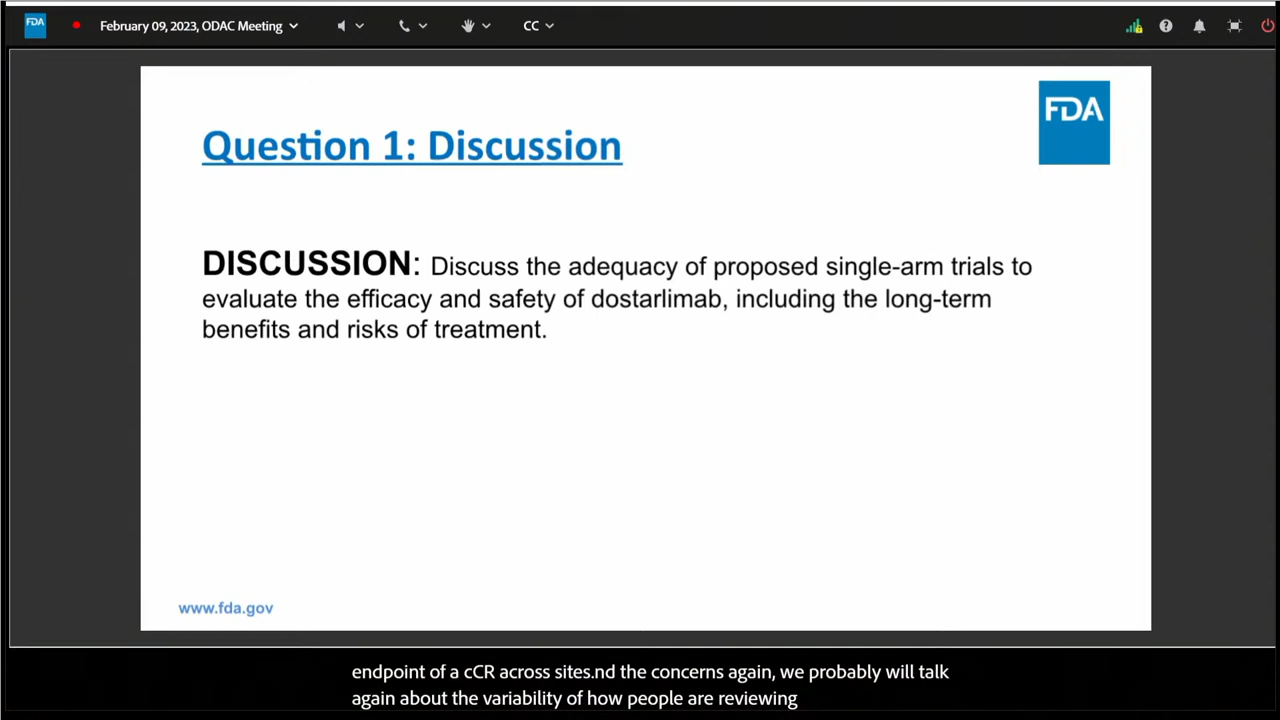 FDA
February 09, 2023, ODAC Meeting
CC
FDA
Question 1: Discussion
DISCUSSION: Discuss the adequacy of proposed single-arm trials to
evaluate the efficacy and safety of dostarlimab, including the long-term
benefits and risks of treatment.
www.fda.gov
endpoint of a cCR across sites.nd the concerns again, we probably will talk
again about the variability of how people are reviewing